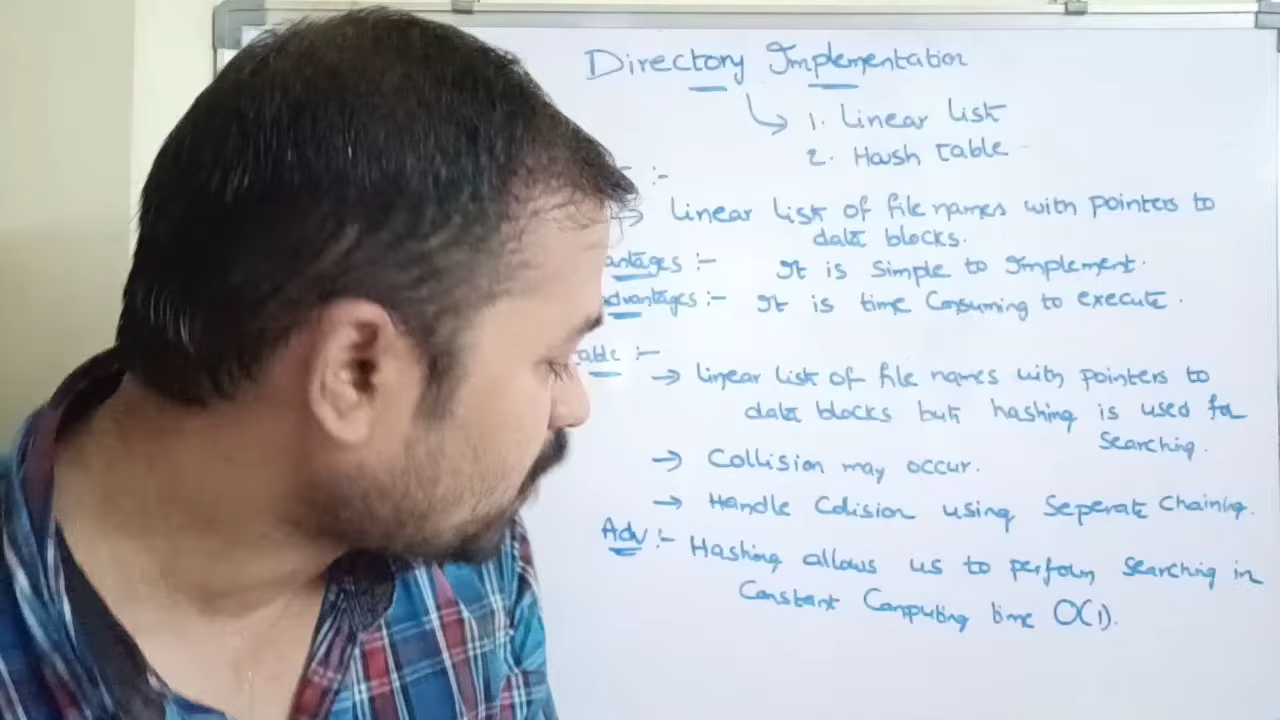 Directory Implementation
1. Linear list
2. Hash table
:-
→ Linear list of file names with pointers to
data blocks.
antages :- It is simple to Implement.
advantages :- It is time Consuming to execute.
able :-
→ linear list of file names with pointers to
data blocks but hashing is used for
searching.
→ Collision may occur.
→ Handle Colision using Seperate Chaining.
Adv :- Hashing allows us to perform searching in
Constant Computing time O(1).